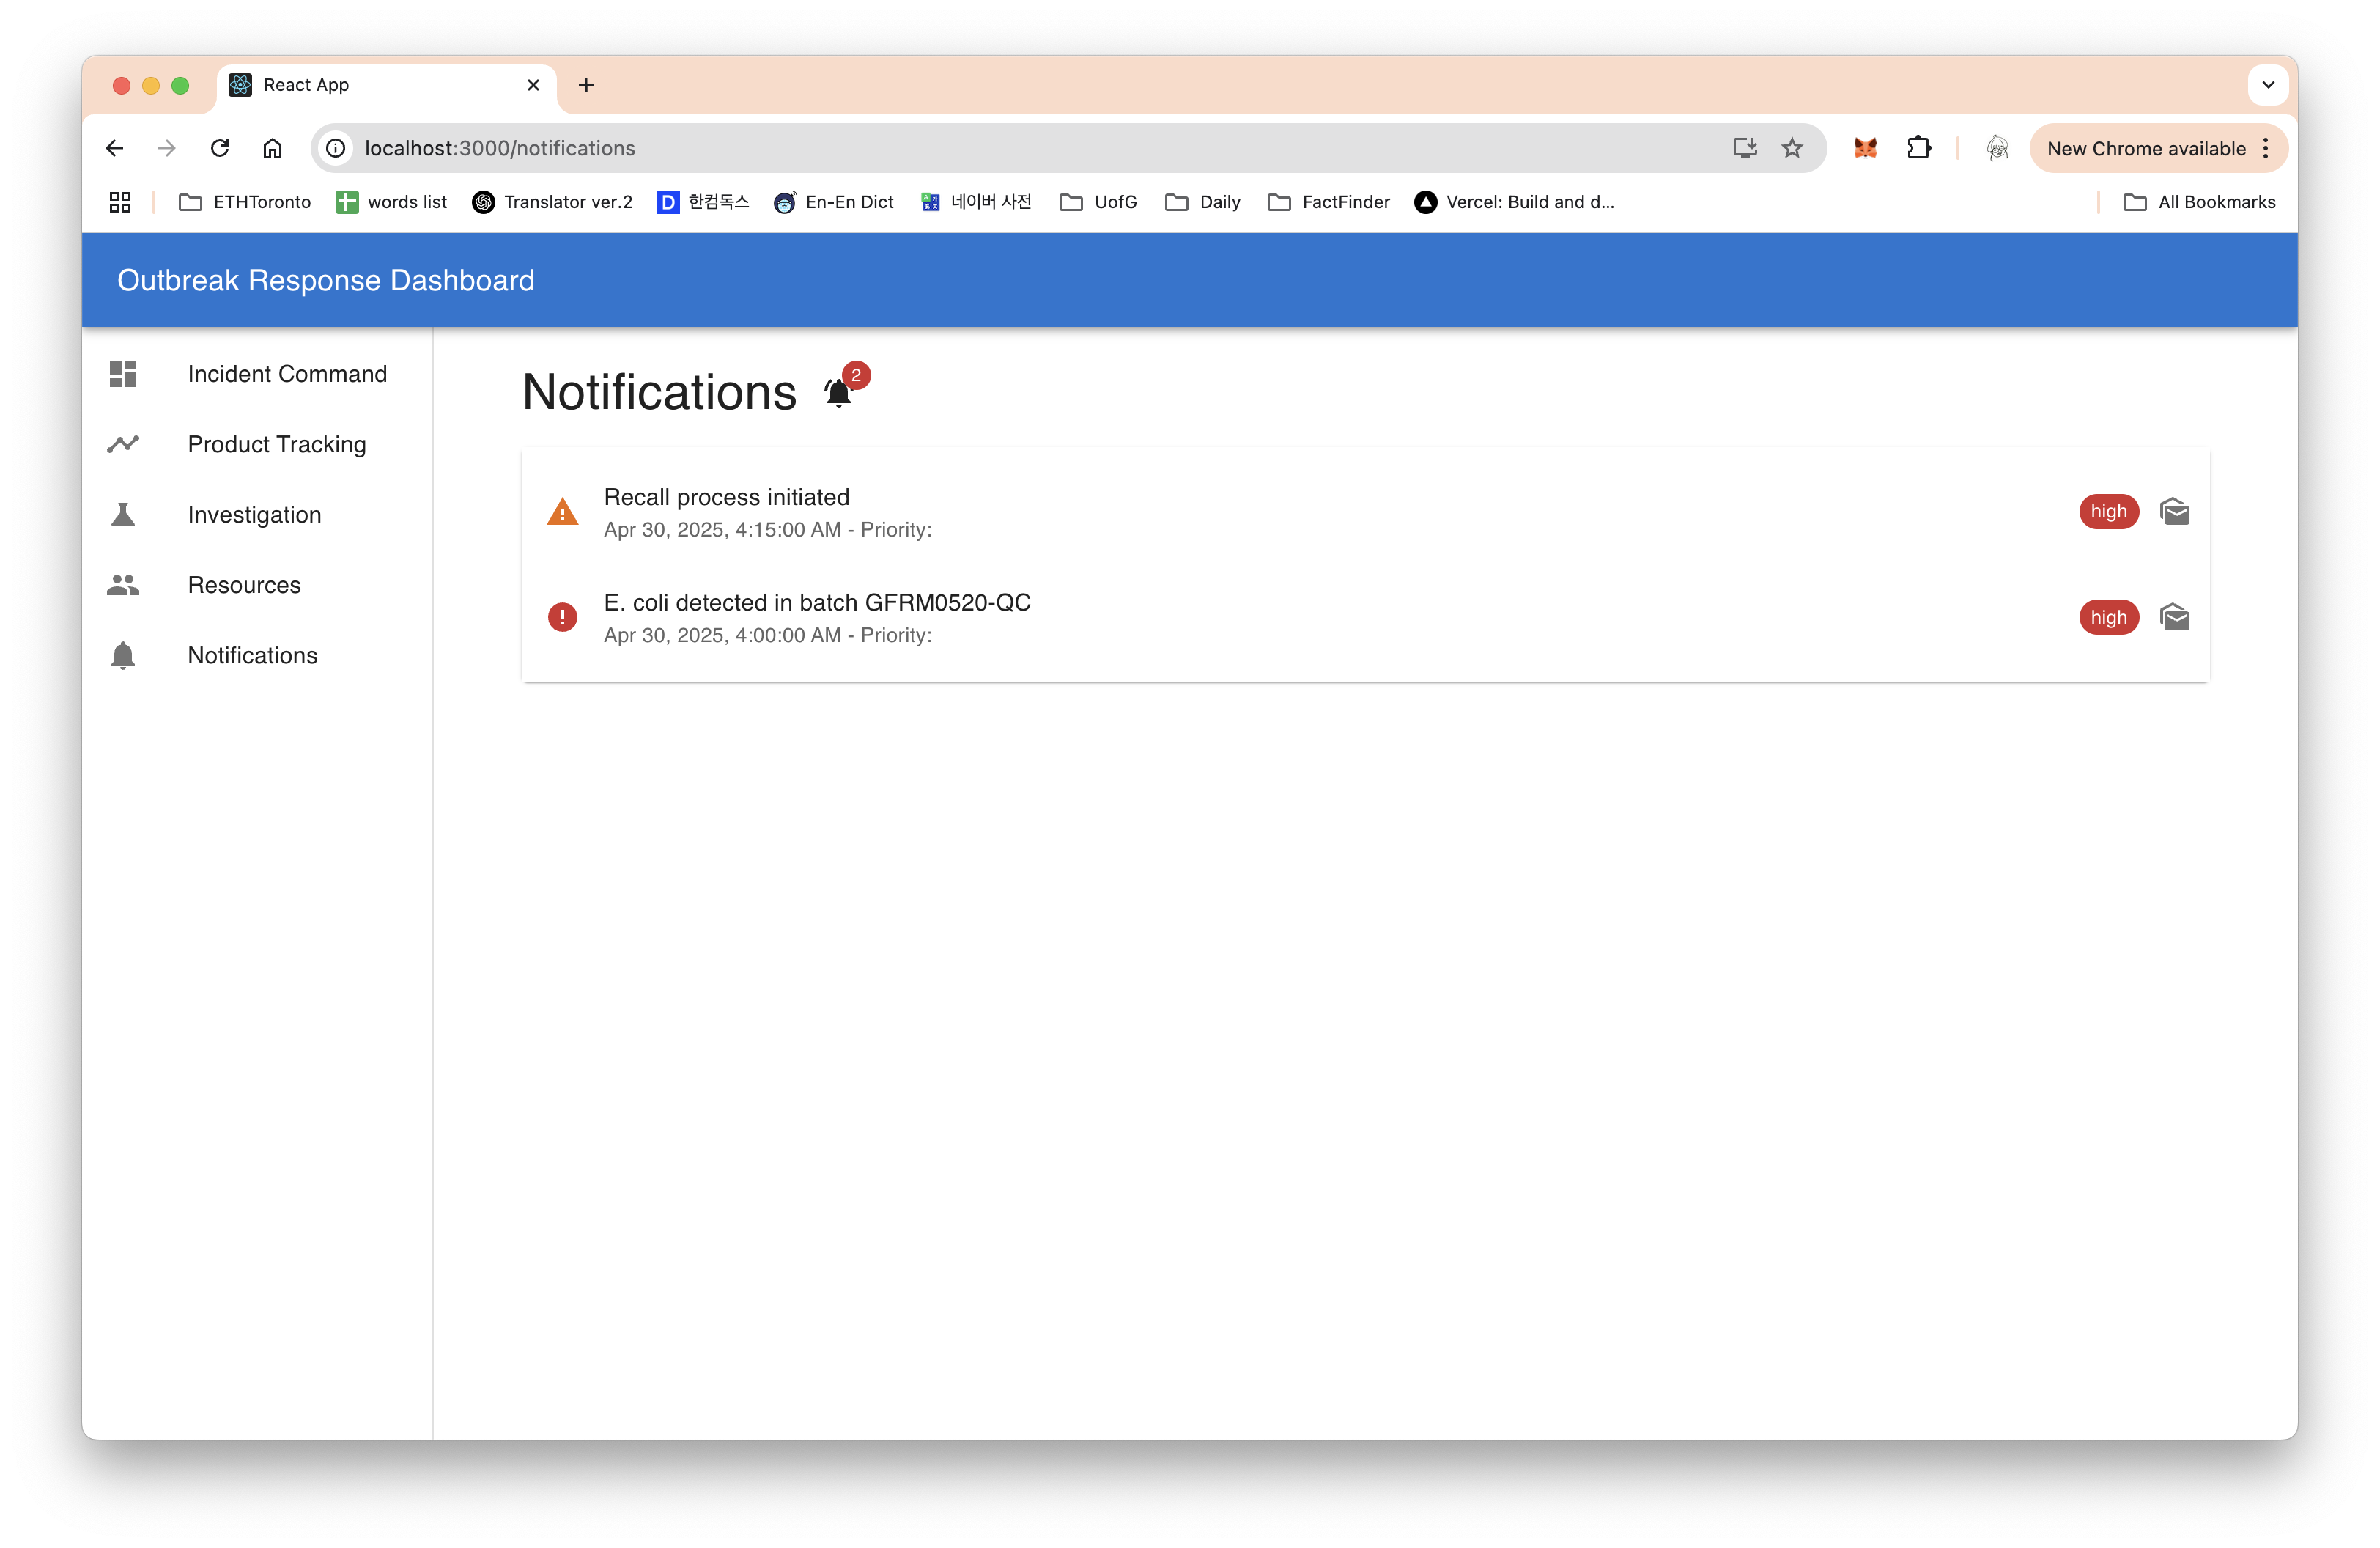 React App
localhost:3000/notifications
New Chrome available
ETHToronto
words list
Translator ver.2
D 한컴독스
En-En Dict
네이버 사전
UofG
Daily
FactFinder
Vercel: Build and d...
All Bookmarks
Outbreak Response Dashboard
Incident Command
Product Tracking
Investigation
Resources
Notifications
Notifications 2
Recall process initiated
Apr 30, 2025, 4:15:00 AM - Priority:
high
E. coli detected in batch GFRM0520-QC
Apr 30, 2025, 4:00:00 AM - Priority:
high